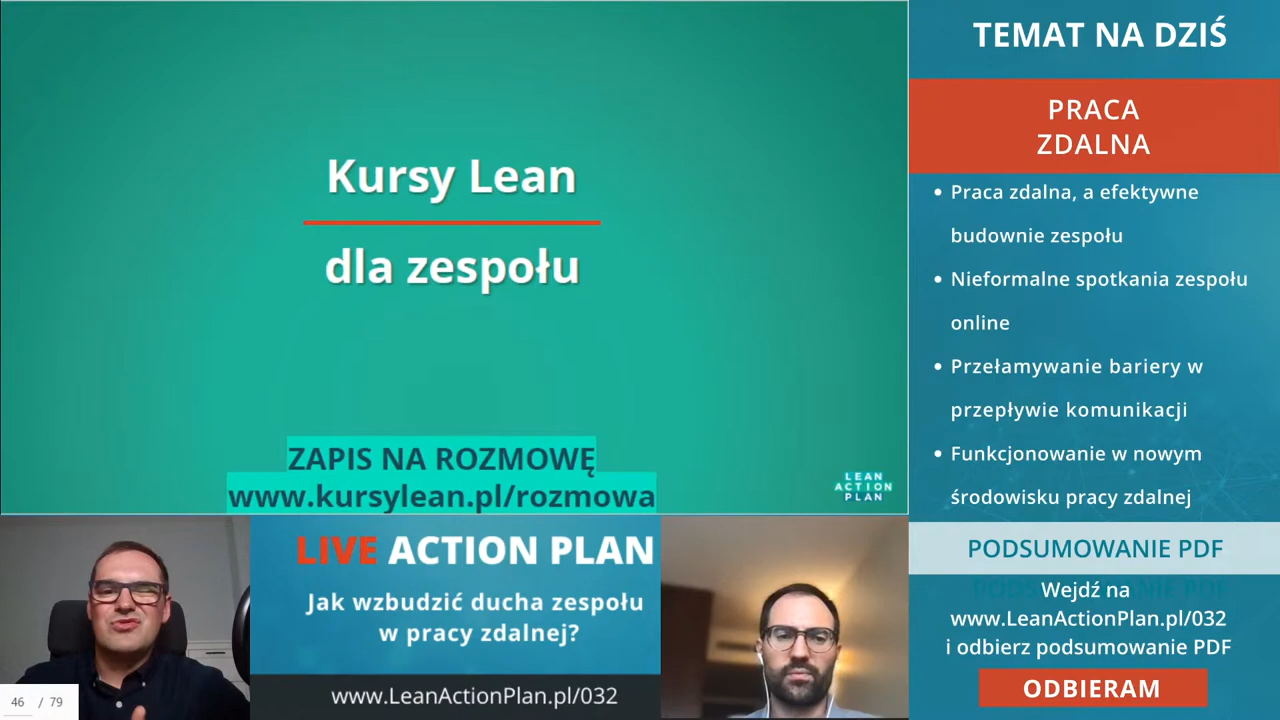 Kursy Lean
dla zespołu
ZAPIS NA ROZMOWĘ
www.kursylean.pl/rozmowa
LEAN
ACTION
PLAN
46 / 79
LIVE ACTION PLAN
Jak wzbudzić ducha zespołu
w pracy zdalnej?
www.LeanActionPlan.pl/032
TEMAT NA DZIŚ
PRACA
ZDALNA
• Praca zdalna, a efektywne
budownie zespołu
• Nieformalne spotkania zespołu
online
• Przełamywanie bariery w
przepływie komunikacji
• Funkcjonowanie w nowym
środowisku pracy zdalnej
PODSUMOWANIE PDF
PODSUMOWANIE PDF
Wejdź na
www.LeanActionPlan.pl/032
i odbierz podsumowanie PDF
ODBIERAM